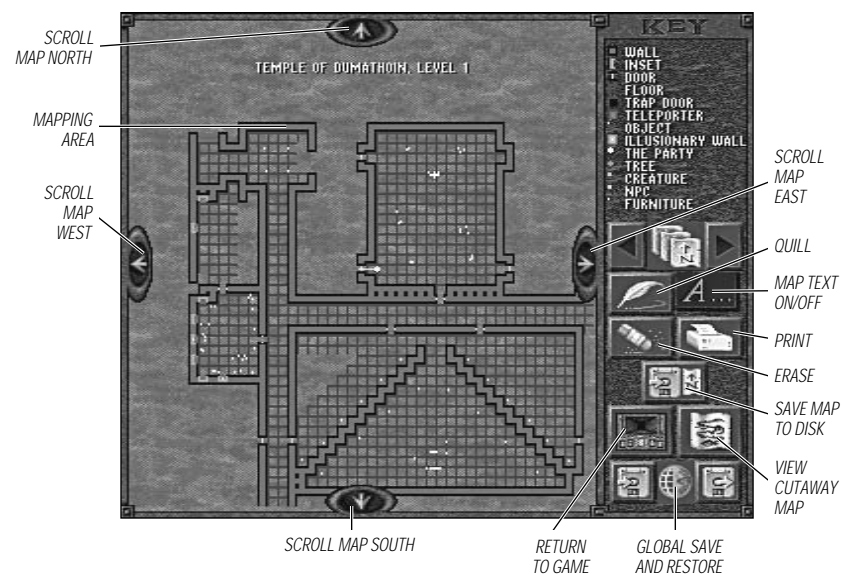 SCROLL
MAP NORTH
MAPPING
AREA
SCROLL
MAP
WEST
TEMPLE OF DUMATHOIN, LEVEL 1
KEY
WALL
INSET
DOOR
FLOOR
TRAP DOOR
TELEPORTER
OBJECT
ILLUSIONARY WALL
THE PARTY
TREE
CREATURE
NPC
FURNITURE
A...
SCROLL
MAP
EAST
QUILL
MAP TEXT
ON/OFF
PRINT
ERASE
SAVE MAP
TO DISK
VIEW
CUTAWAY
MAP
SCROLL MAP SOUTH
RETURN
TO GAME
GLOBAL SAVE
AND RESTORE